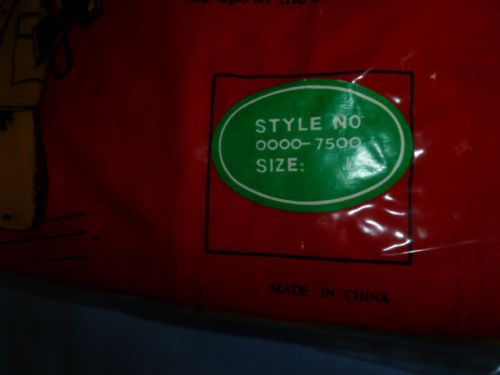 STYLE NO
0000-7500
SIZE:
MADE IN CHINA